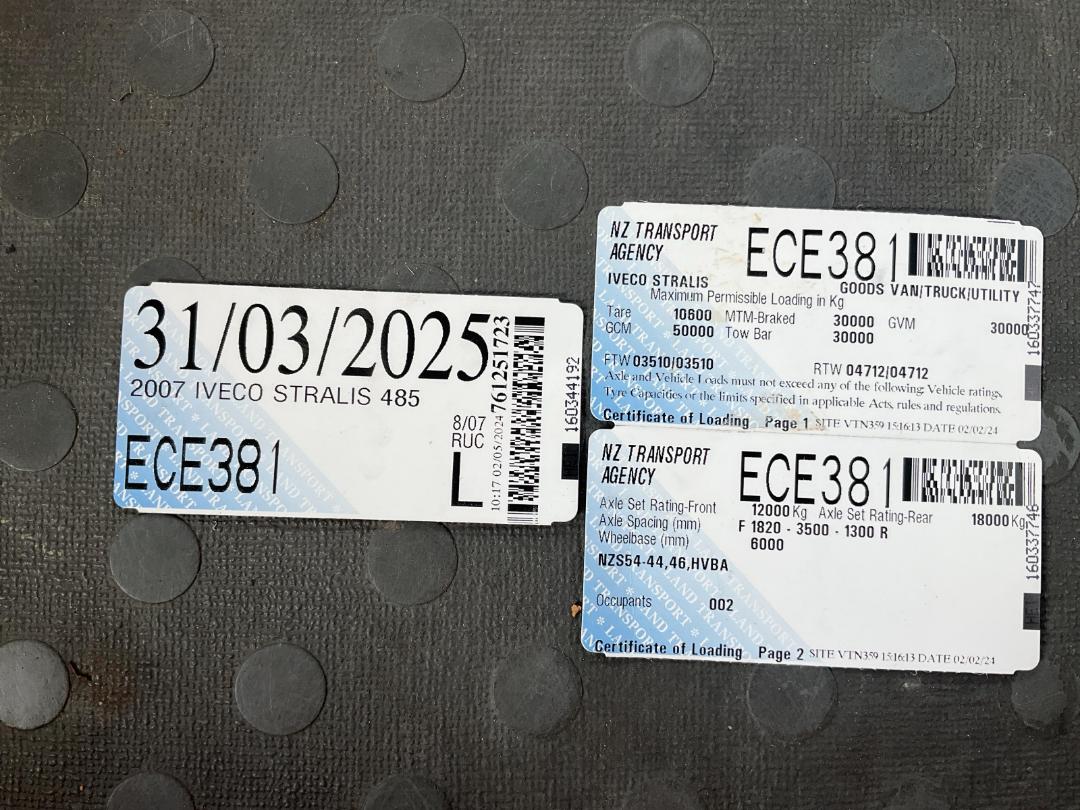 31/03/2025
2007 IVECO STRALIS 485
ECE381
8/07
RUC
L
10:17 02/05/2024
761251723
160344192
NZ TRANSPORT
AGENCY
ECE381
IVECO STRALIS
GOODS VAN/TRUCK/UTILITY
Maximum Permissible Loading in Kg
Tare 10600 MTM-Braked 30000 GVM 30000
GCM 50000 Tow Bar 30000
FTW 03510/03510 RTW 04712/04712
Axle and Vehicle Loads must not exceed any of the following: Vehicle ratings,
Tyre Capacities or the limits specified in applicable Acts, rules and regulations.
Certificate of Loading Page 1 SITE VTN359 15:16:13 DATE 02/02/24
160337747
NZ TRANSPORT
AGENCY
ECE381
Axle Set Rating-Front 12000 Kg Axle Set Rating-Rear 18000 Kg
Axle Spacing (mm) F 1820 - 3500 - 1300 R
Wheelbase (mm) 6000
NZS54-44,46,HVBA
Occupants 002
Certificate of Loading Page 2 SITE VTN359 15:16:13 DATE 02/02/24
160337746